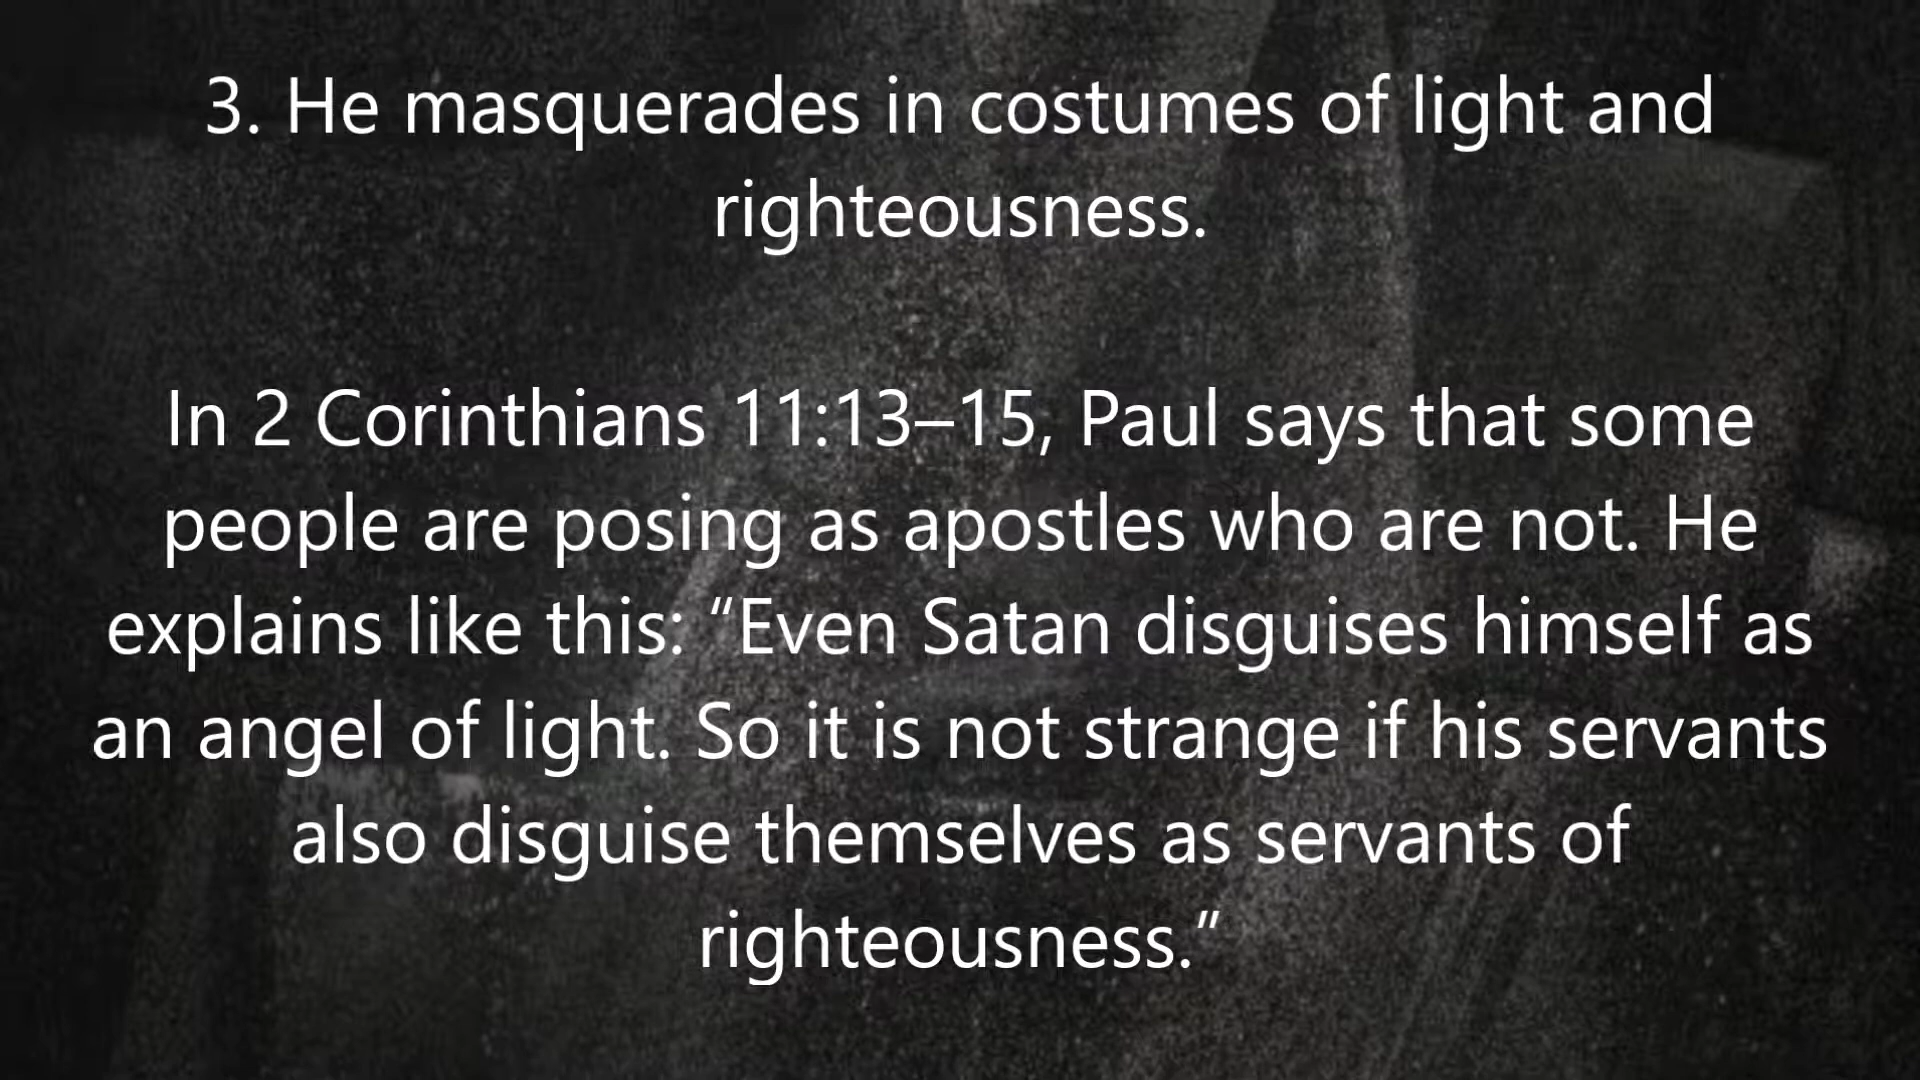 3. He masquerades in costumes of light and
righteousness.
In 2 Corinthians 11:13–15, Paul says that some
people are posing as apostles who are not. He
explains like this: “Even Satan disguises himself as
an angel of light. So it is not strange if his servants
also disguise themselves as servants of
righteousness.”